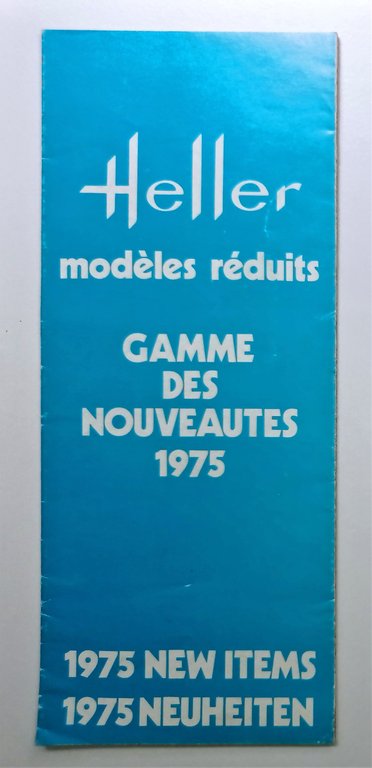 Heller
modèles réduits
GAMME
DES
NOUVEAUTES
1975
1975 NEW ITEMS
1975 NEUHEITEN